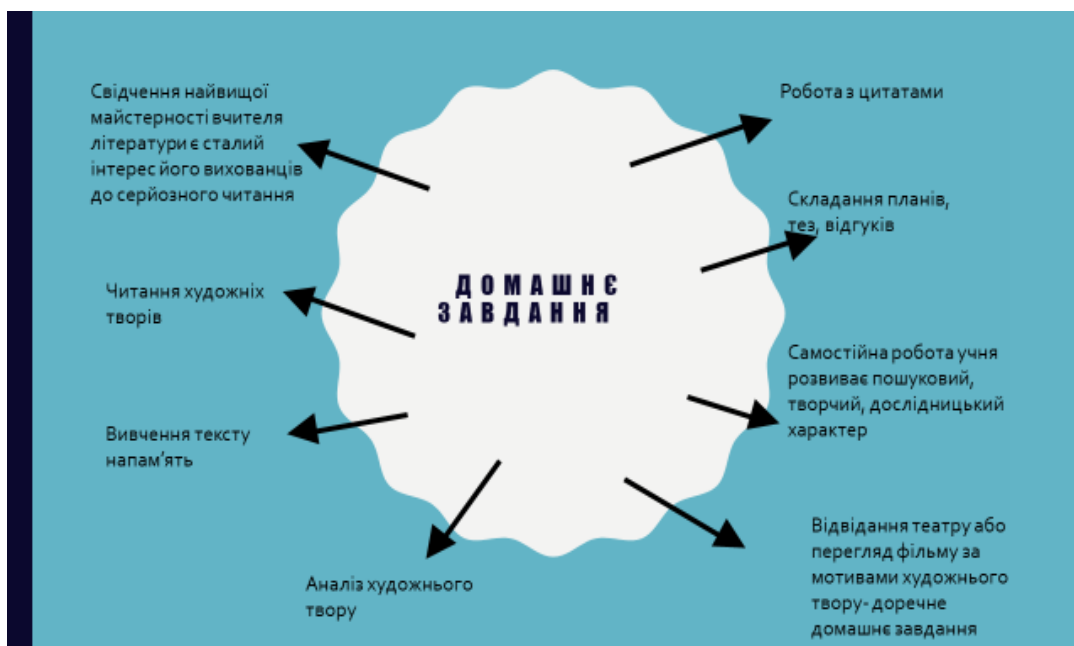 Свідчення найвищої
майстерності вчителя
літератури є сталий
інтерес його вихованців
до серйозного читання
Читання художніх
творів
Вивчення тексту
напам'ять
Аналіз художнього
твору
ДОМАШНЄ
ЗАВДАННЯ
Робота з цитатами
Складання планів,
тез, відгуків
Самостійна робота учня
розвиває пошуковий,
творчий, дослідницький
характер
Відвідання театру або
перегляд фільму за
мотивами художнього
твору- доречне
домашнє завдання